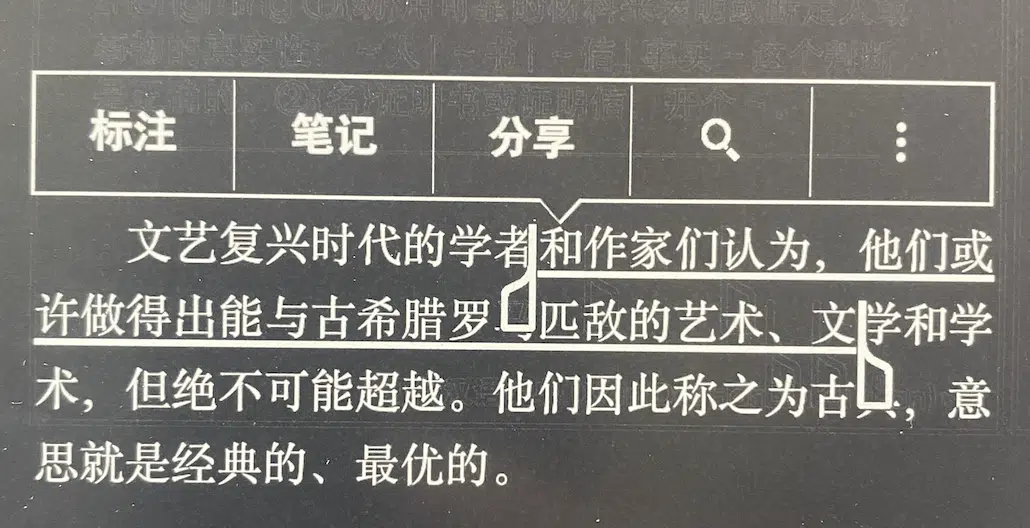 标注 笔记 分享
文艺复兴时代的学者和作家们认为，他们或
许做得出能与古希腊罗马匹敌的艺术、文学和学
术，但绝不可能超越。他们因此称之为古典，意
思就是经典的、最优的。